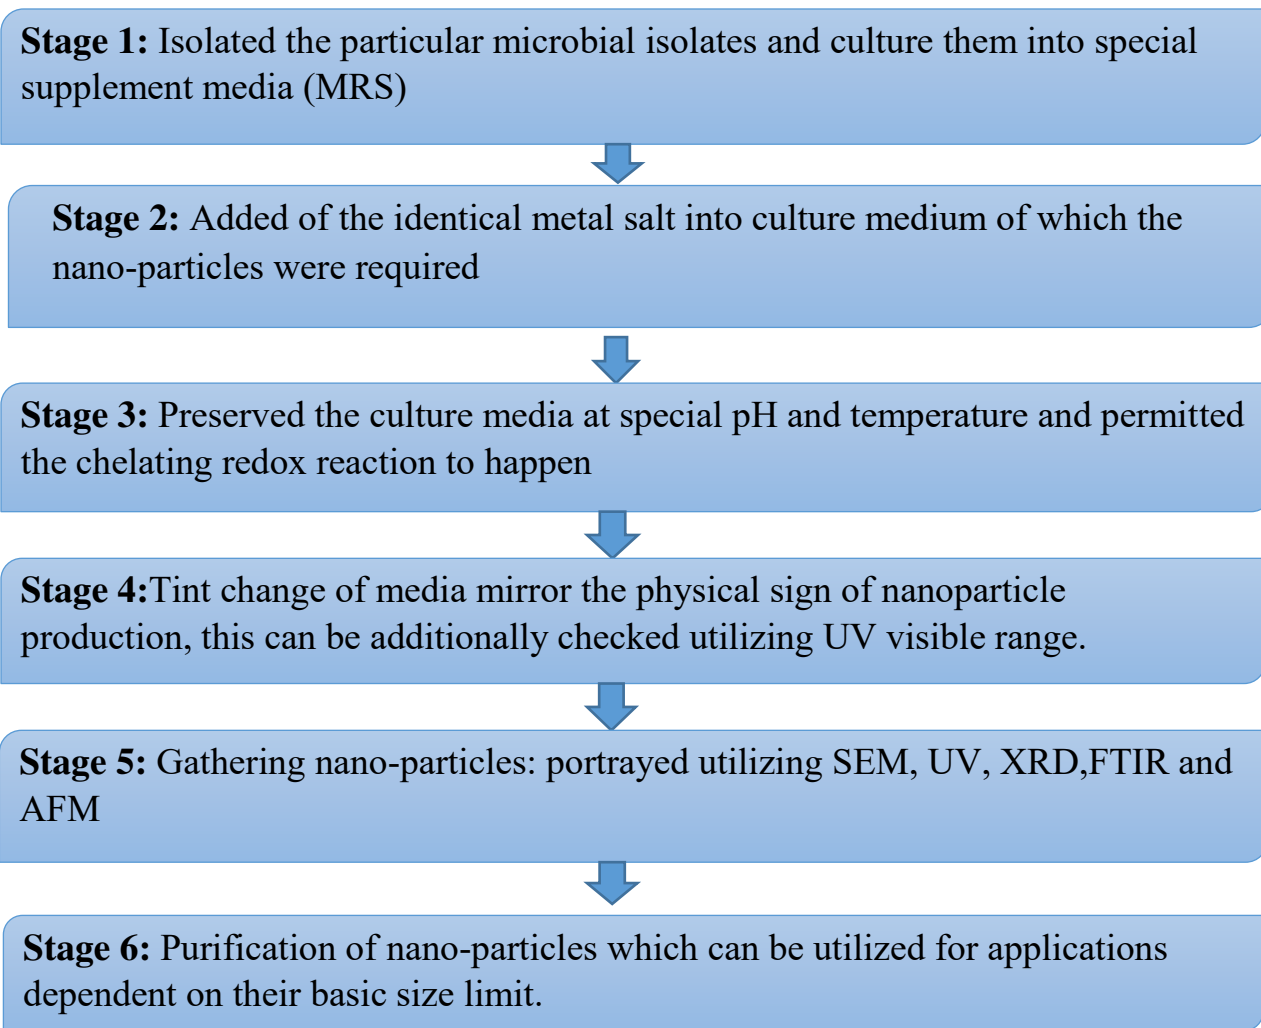 Stage 1: Isolated the particular microbial isolates and culture them into special
supplement media (MRS)
Stage 2: Added of the identical metal salt into culture medium of which the
nano-particles were required
Stage 3: Preserved the culture media at special pH and temperature and permitted
the chelating redox reaction to happen
Stage 4:Tint change of media mirror the physical sign of nanoparticle
production, this can be additionally checked utilizing UV visible range.
Stage 5: Gathering nano-particles: portrayed utilizing SEM, UV, XRD,FTIR and
AFM
Stage 6: Purification of nano-particles which can be utilized for applications
dependent on their basic size limit.